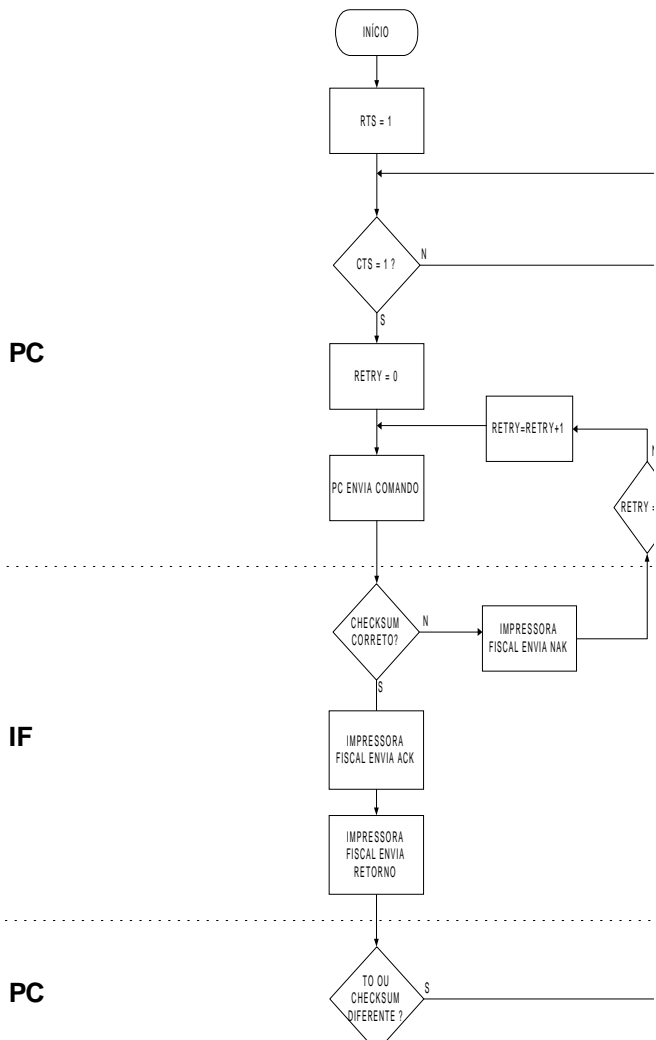 INÍCIO
RTS = 1
CTS = 1 ?
N
S
PC
RETRY = 0
RETRY=RETRY+1
N
PC ENVIA COMANDO
RETRY =
CHECKSUM
CORRETO?
N
S
IMPRESSORA
FISCAL ENVIA NAK
IF
IMPRESSORA
FISCAL ENVIA ACK
IMPRESSORA
FISCAL ENVIA
RETORNO
PC
TO OU
CHECKSUM
DIFERENTE ?
S